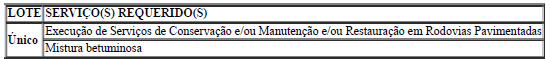 LOTE SERVIÇO(S) REQUERIDO(S)
Único
Execução de Serviços de Conservação e/ou Manutenção e/ou Restauração em Rodovias Pavimentadas
Mistura betuminosa